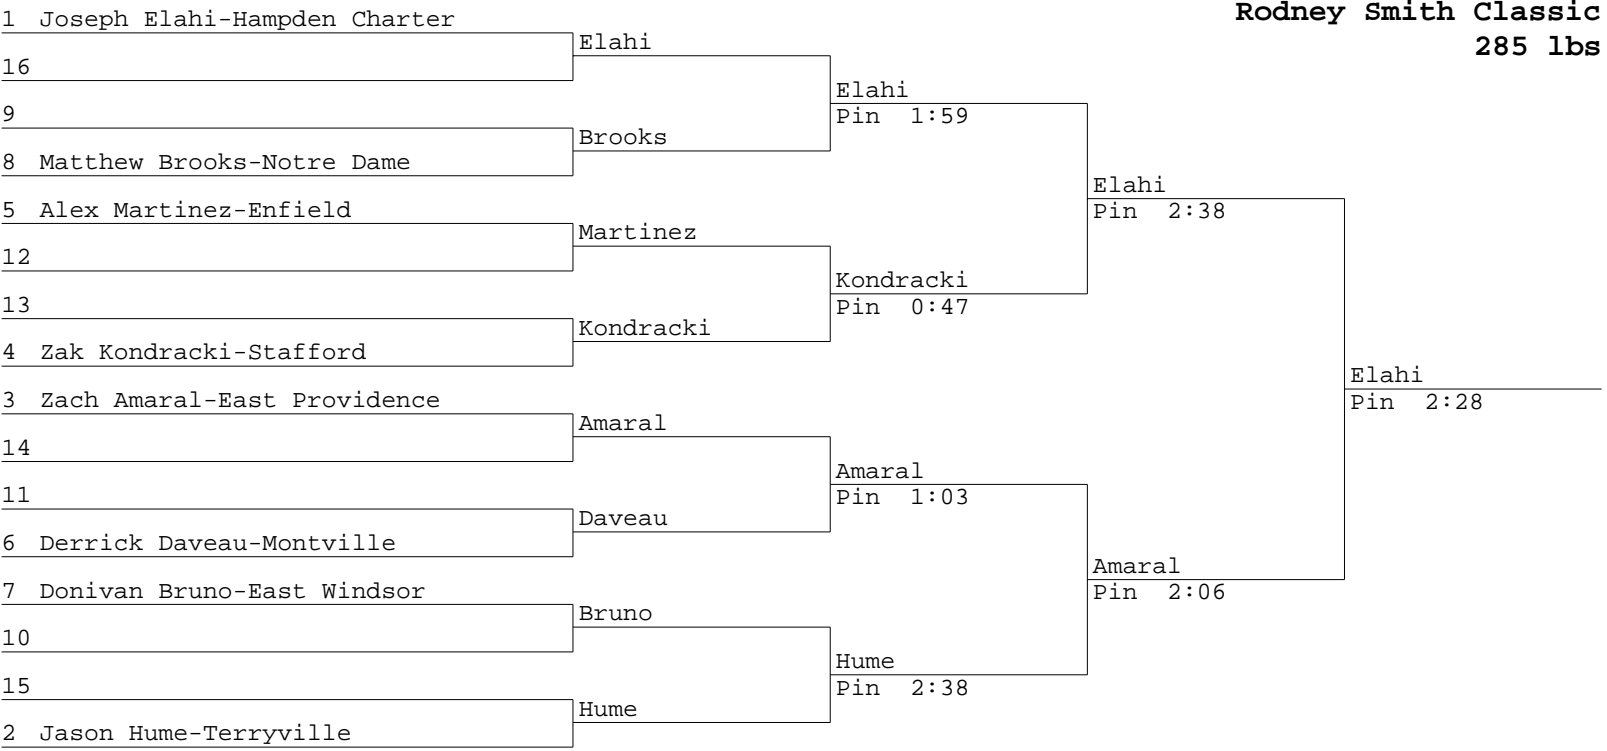 Rodney Smith Classic
285 lbs
1 Joseph Elahi-Hampden Charter
16
9
8 Matthew Brooks-Notre Dame
5 Alex Martinez-Enfield
12
13
4 Zak Kondracki-Stafford
3 Zach Amaral-East Providence
14
11
6 Derrick Daveau-Montville
7 Donivan Bruno-East Windsor
10
15
2 Jason Hume-Terryville
Elahi
Brooks
Martinez
Kondracki
Amaral
Daveau
Bruno
Hume
Elahi
Pin 1:59
Kondracki
Pin 0:47
Amaral
Pin 1:03
Hume
Pin 2:38
Elahi
Pin 2:38
Amaral
Pin 2:06
Elahi
Pin 2:28